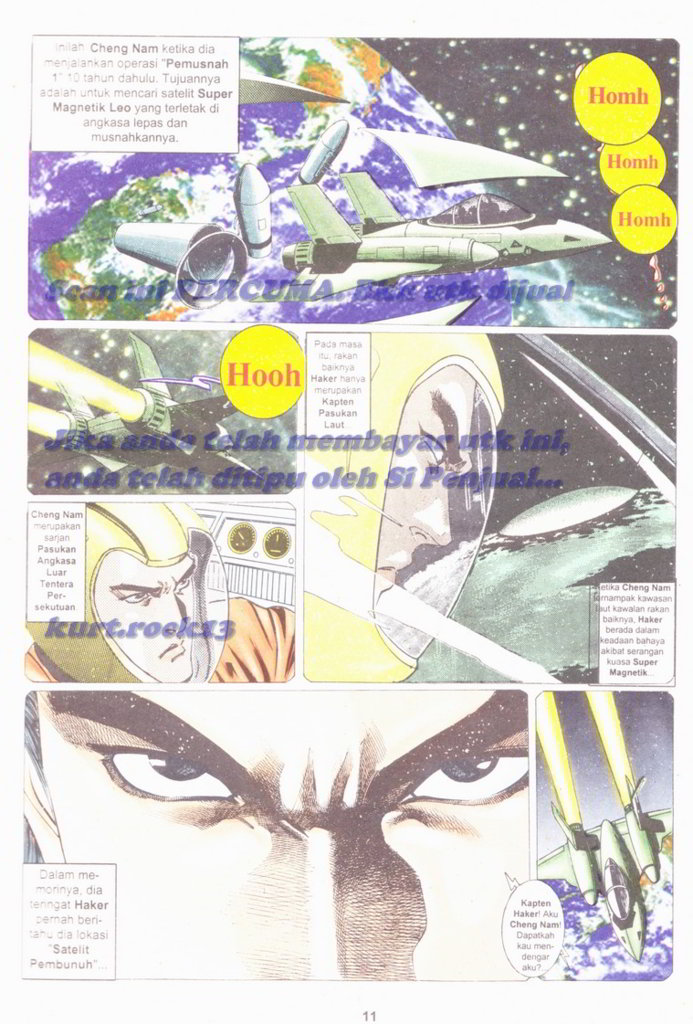 Inilah Cheng Nam ketika dia
menjalankan operasi "Pemusnah
1" 10 tahun dahulu. Tujuannya
adalah untuk mencari satelit Super
Magnetik Leo yang terletak di
angkasa lepas dan
musnahkannya.
Homh
Homh
Homh
Scan ini PERCUMA. Bkn utk dijual
Hooh
Pada masa
itu, rakan
baiknya
Haker hanya
merupakan
Kapten
Pasukan
Laut...
Jika anda telah membayar utk ini,
anda telah ditipu oleh Si Penjual...
Cheng Nam
merupakan
sarjan
Pasukan
Angkasa
Luar
Tentera
Per-
sekutuan.
kurt.rock13
ketika Cheng Nam
ternampak kawasan
laut kawalan rakan
baiknya, Haker
berada dalam
keadaan bahaya
akibat serangan
kuasa Super
Magnetik...
Dalam me-
morinya, dia
teringat Haker
pernah beri-
tahu dia lokasi
"Satelit
Pembunuh"...
Kapten
Haker! Aku
Cheng Nam!
Dapatkah
kau men-
dengar
aku?...
11